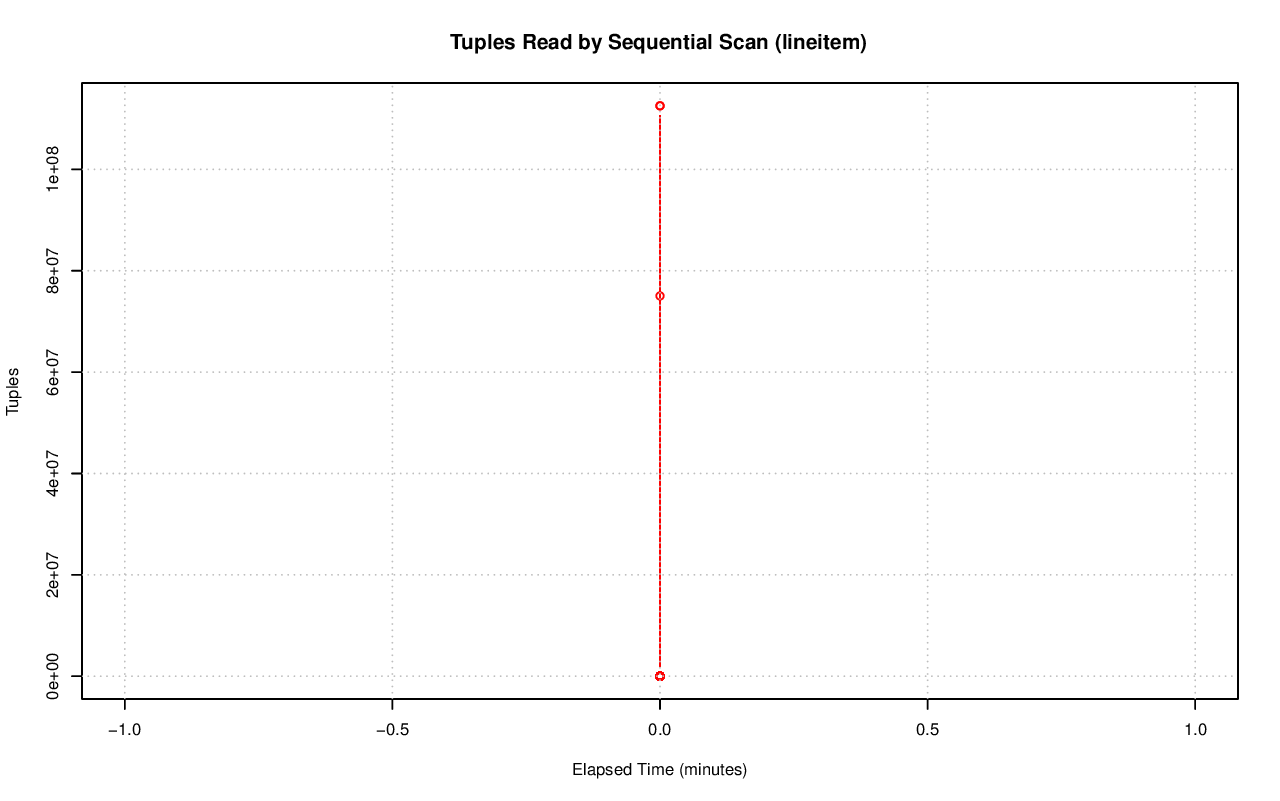 Tuples Read by Sequential Scan (lineitem)
Tuples
1e+08
8e+07
6e+07
4e+07
2e+07
0e+00
−1.0
−0.5
0.0
0.5
1.0
Elapsed Time (minutes)